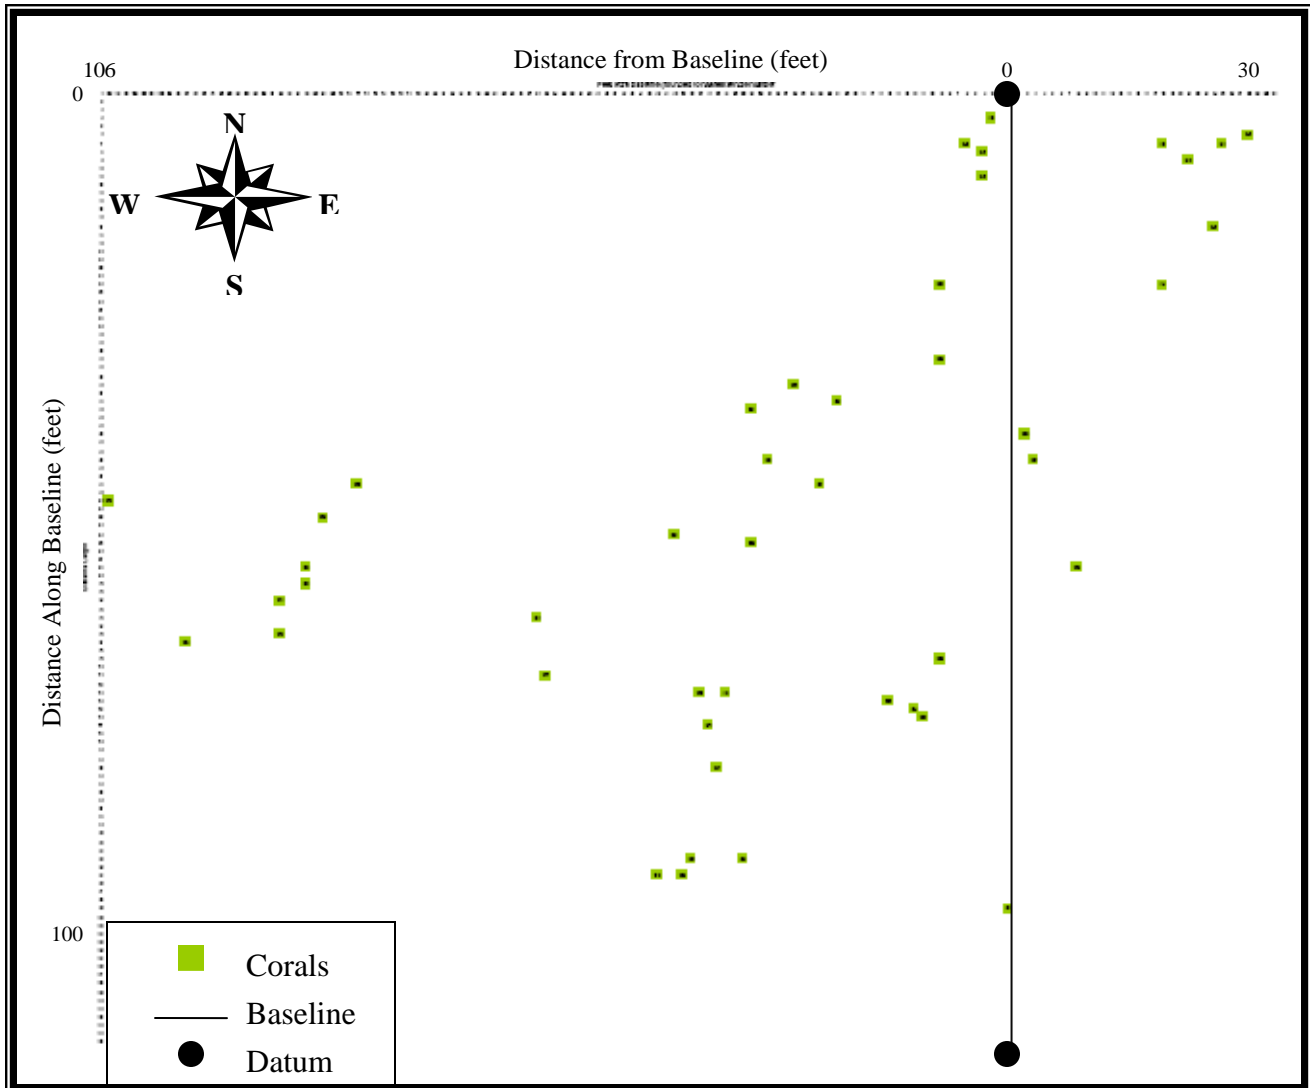 Distance from Baseline (feet)
106 0 30
0
N
W E
S
Distance Along Baseline (feet)
100
Corals
Baseline
Datum